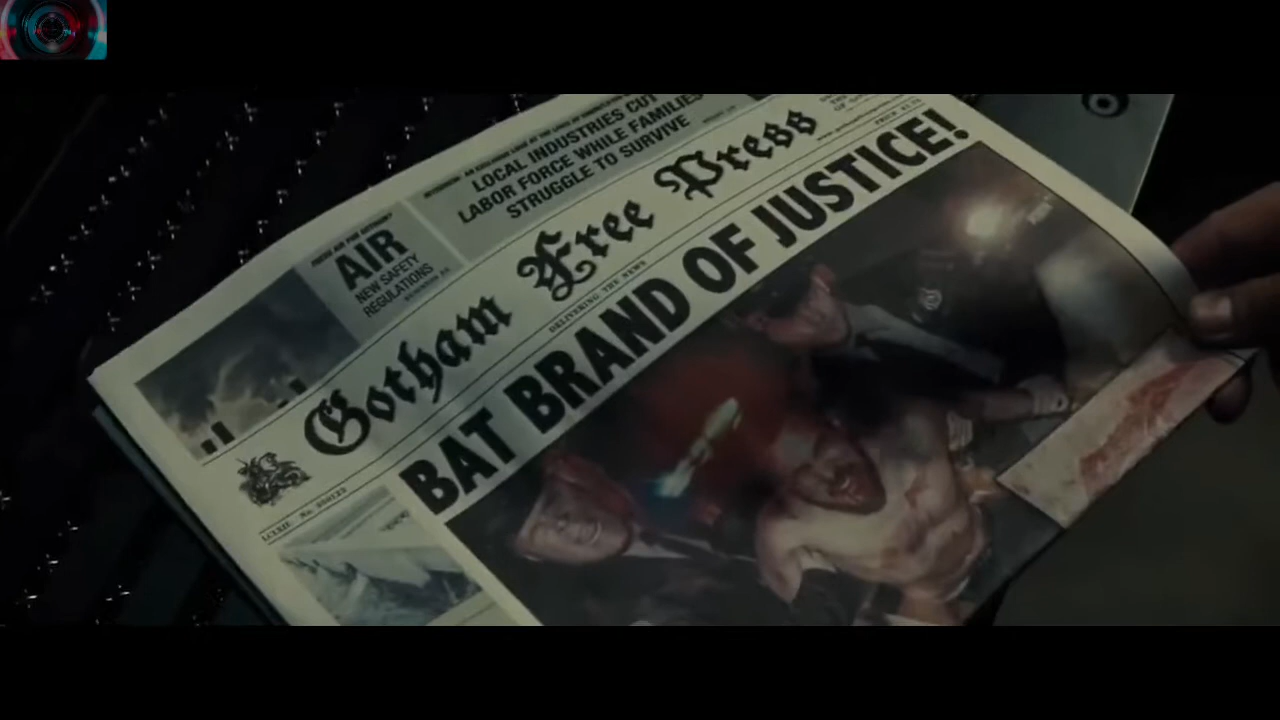 LOCAL INDUSTRIES CUT
LABOR FORCE WHILE FAMILIES
STRUGGLE TO SURVIVE
AIR
NEW SAFETY
REGULATIONS
Gotham Free Press
DELIVERING THE NEWS
BAT BRAND OF JUSTICE!